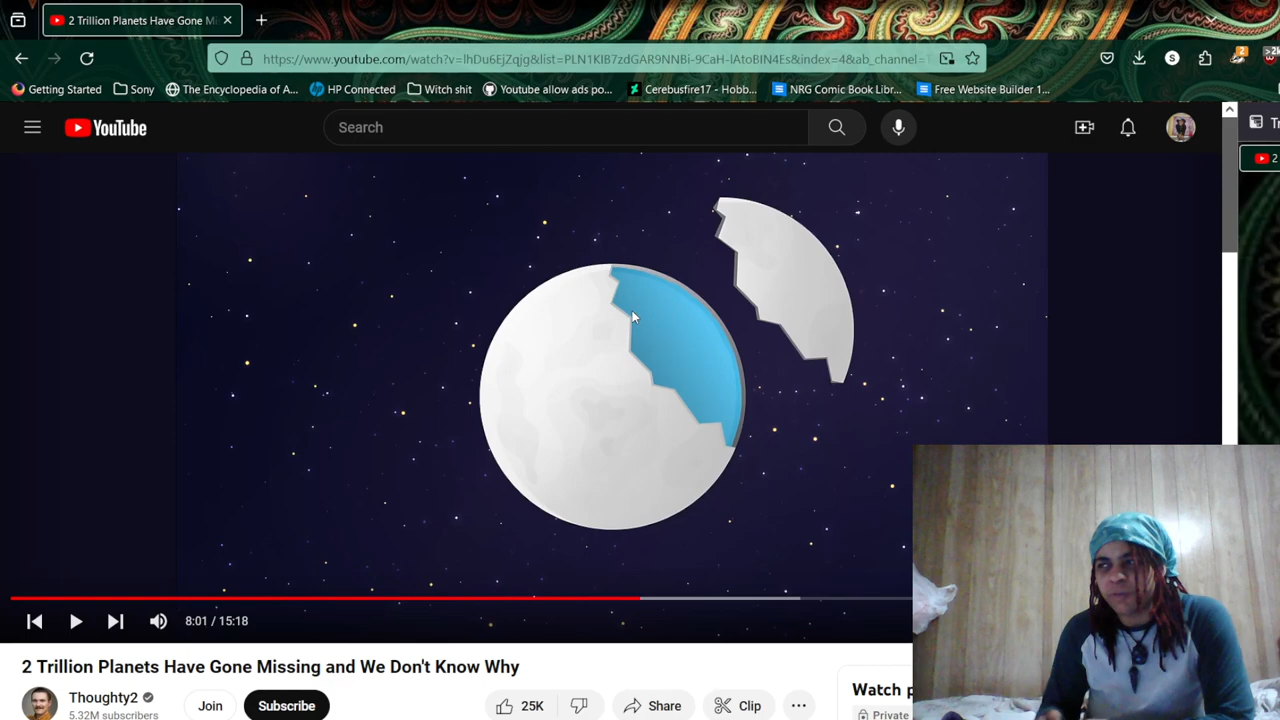 2 Trillion Planets Have Gone Mi
https://www.youtube.com/watch?v=lhDu6EJZqjg&list=PLN1KIB7zdGAR9NNBi-9CaH-lAtoBIN4Es&index=4&ab_channel=
S
2
Getting Started
Sony
The Encyclopedia of A...
HP Connected
Witch shit
Youtube allow ads po...
Cerebusfire17 - Hobb...
NRG Comic Book Libr...
Free Website Builder 1...
YouTube
Search
2
8:01 / 15:18
2 Trillion Planets Have Gone Missing and We Don't Know Why
Thoughty2
5.32M subscribers
Join
Subscribe
25K
Share
Clip
Watch p
Private